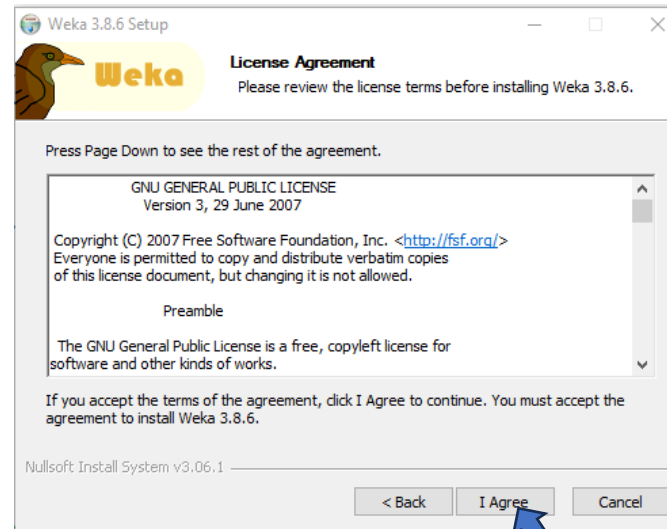 Weka 3.8.6 Setup
Weka
License Agreement
Please review the license terms before installing Weka 3.8.6.
Press Page Down to see the rest of the agreement.
GNU GENERAL PUBLIC LICENSE
Version 3, 29 June 2007
Copyright (C) 2007 Free Software Foundation, Inc. <http://fsf.org/>
Everyone is permitted to copy and distribute verbatim copies
of this license document, but changing it is not allowed.
Preamble
The GNU General Public License is a free, copyleft license for
software and other kinds of works.
If you accept the terms of the agreement, click I Agree to continue. You must accept the
agreement to install Weka 3.8.6.
Nullsoft Install System v3.06.1
< Back I Agree Cancel